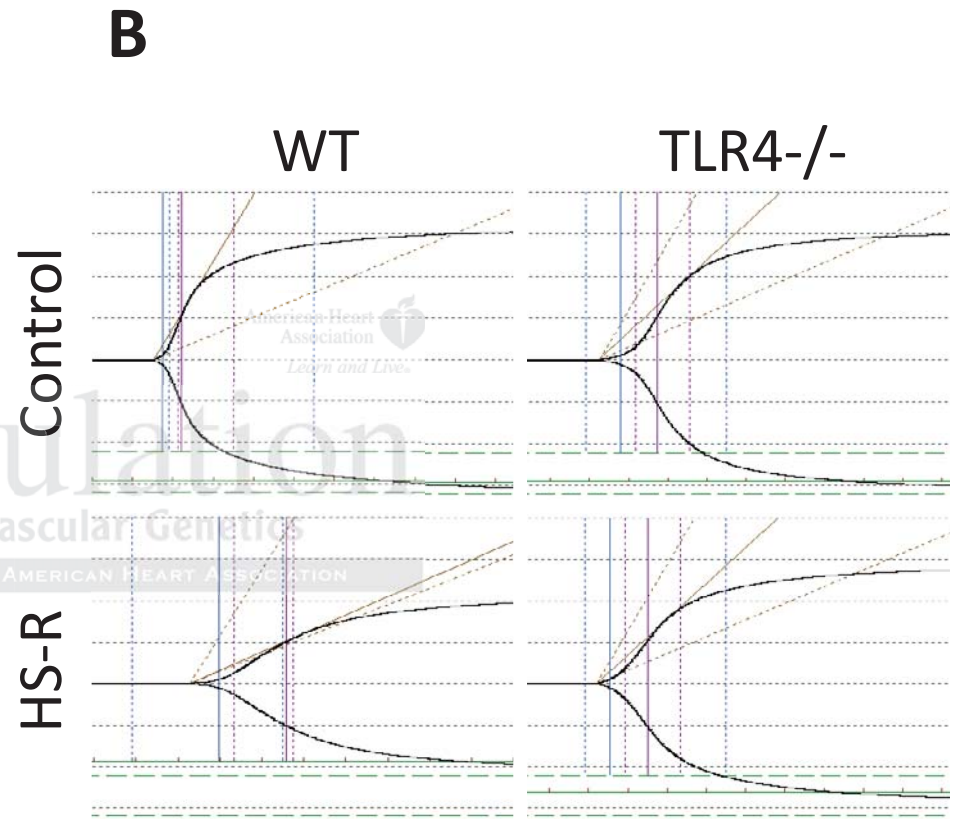 B
WT
TLR4-/-
Control
American Heart
Association
Learn and Live®
ulation
ascular Genetics
AMERICAN HEART ASSOCIATION
HS-R